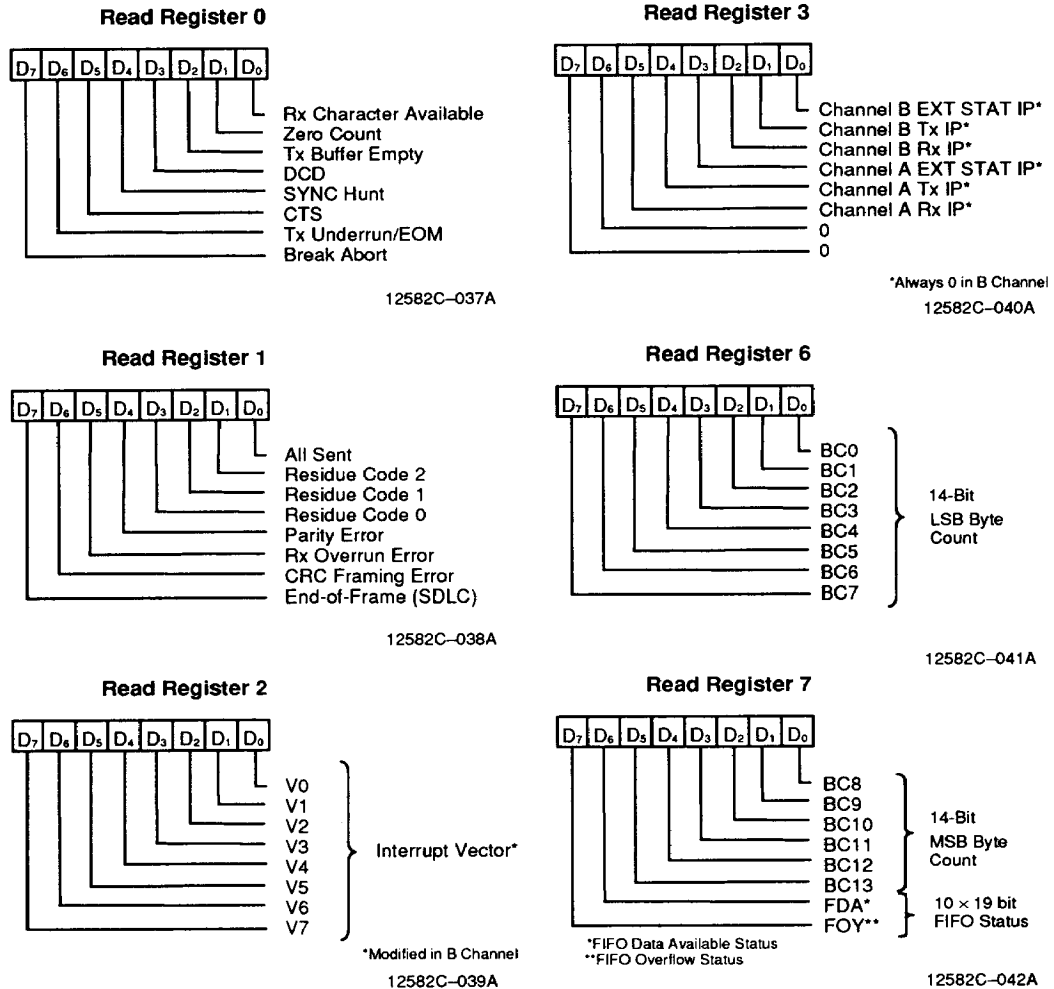 Read Register 0
D7 D6 D5 D4 D3 D2 D1 D0
Rx Character Available
Zero Count
Tx Buffer Empty
DCD
SYNC Hunt
CTS
Tx Underrun/EOM
Break Abort
12582C–037A
Read Register 1
D7 D6 D5 D4 D3 D2 D1 D0
All Sent
Residue Code 2
Residue Code 1
Residue Code 0
Parity Error
Rx Overrun Error
CRC Framing Error
End-of-Frame (SDLC)
12582C–038A
Read Register 2
D7 D6 D5 D4 D3 D2 D1 D0
V0
V1
V2
V3
V4
V5
V6
V7
Interrupt Vector*
*Modified in B Channel
12582C–039A
Read Register 3
D7 D6 D5 D4 D3 D2 D1 D0
Channel B EXT STAT IP*
Channel B Tx IP*
Channel B Rx IP*
Channel A EXT STAT IP*
Channel A Tx IP*
Channel A Rx IP*
0
0
*Always 0 in B Channel
12582C–040A
Read Register 6
D7 D6 D5 D4 D3 D2 D1 D0
BC0
BC1
BC2
BC3
BC4
BC5
BC6
BC7
14-Bit
LSB Byte
Count
12582C–041A
Read Register 7
D7 D6 D5 D4 D3 D2 D1 D0
BC8
BC9
BC10
BC11
BC12
BC13
FDA*
FOY**
14-Bit
MSB Byte
Count
10 × 19 bit
FIFO Status
*FIFO Data Available Status
**FIFO Overflow Status
12582C–042A